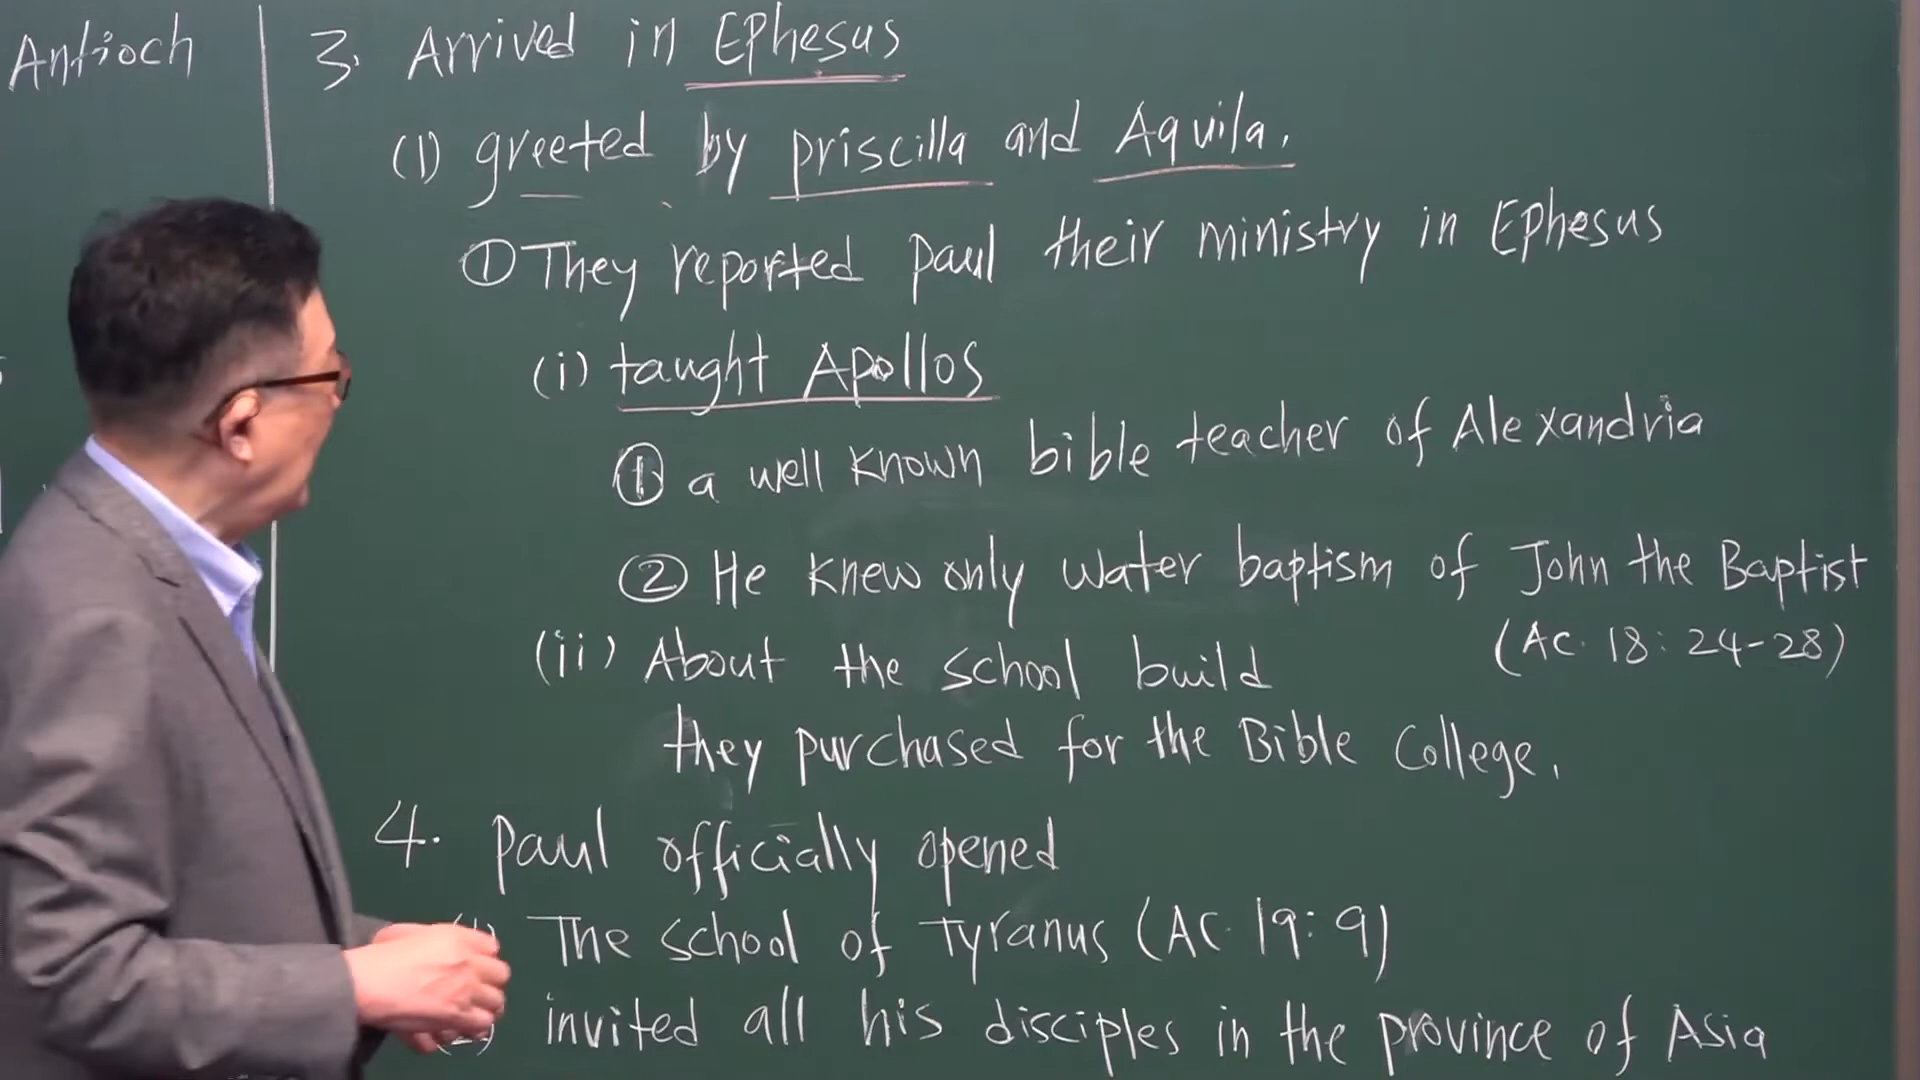 Antioch
3. Arrived in Ephesus
(1) greeted by priscilla and Aquila.
① They reported paul their ministry in Ephesus
(i) taught Apollos
① a well known bible teacher of Alexandria
② He knew only water baptism of John the Baptist
(AC. 18: 24-28)
(ii) About the school build
they purchased for the Bible College.
4. paul officially opened
The school of Tyranus (AC. 19: 9)
(2) invited all his disciples in the province of Asia